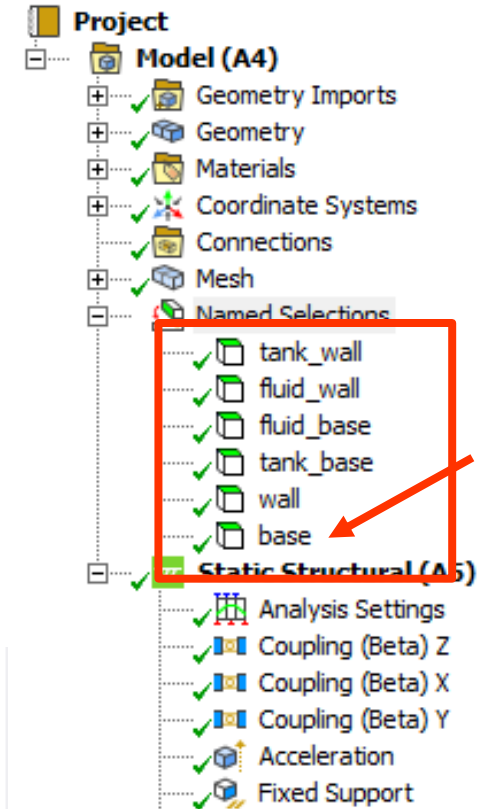 Project
Model (A4)
Geometry Imports
Geometry
Materials
Coordinate Systems
Connections
Mesh
Named Selections
tank_wall
fluid_wall
fluid_base
tank_base
wall
base
Static Structural (A5)
Analysis Settings
Coupling (Beta) Z
Coupling (Beta) X
Coupling (Beta) Y
Acceleration
Fixed Support